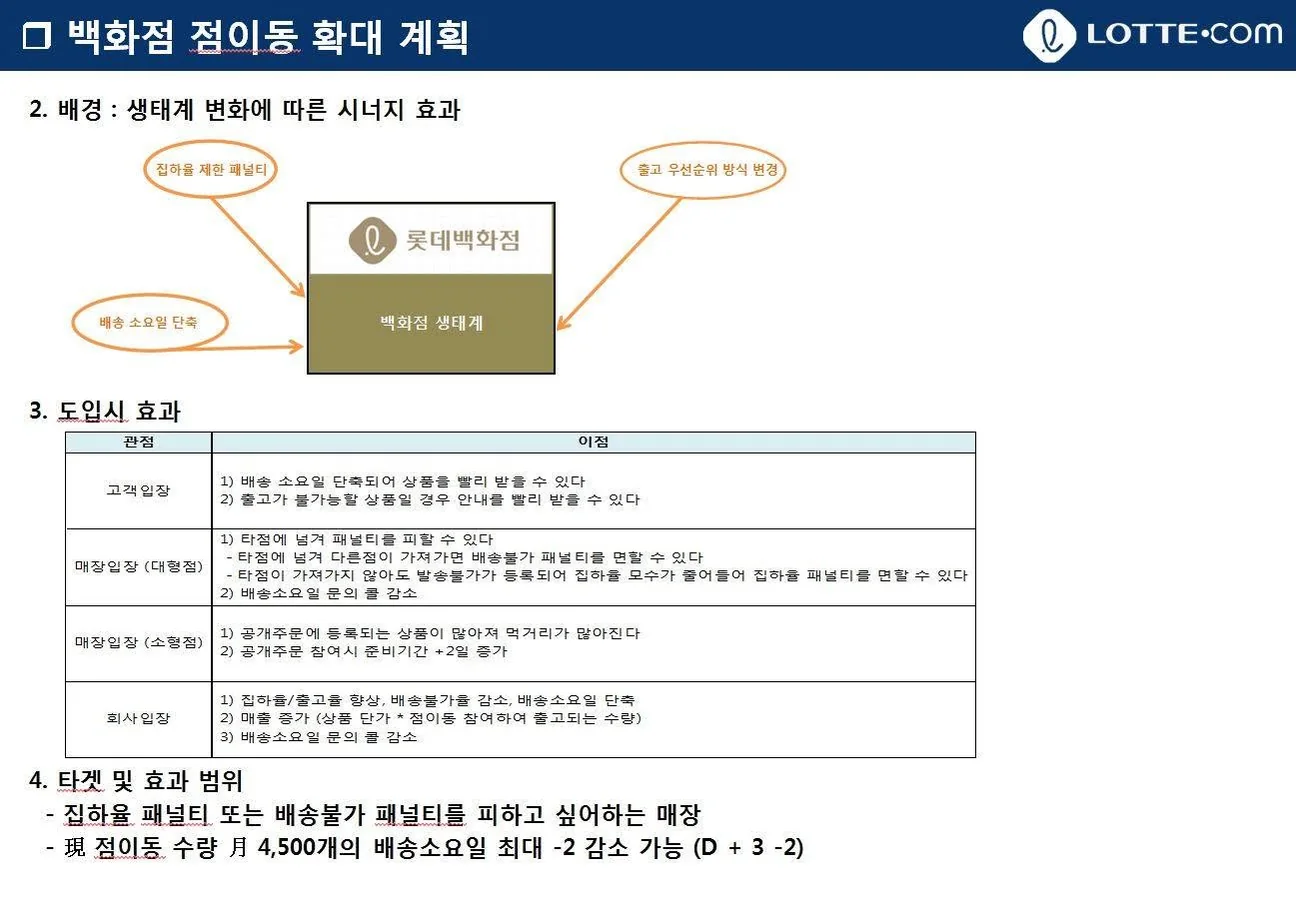 백화점 점이동 확대 계획
LOTTE.COM
2. 배경 : 생태계 변화에 따른 시너지 효과
집하율 제한 패널티
출고 우선순위 방식 변경
롯데백화점
배송 소요일 단축
백화점 생태계
3. 도입시 효과
관점 이점
고객입장
1) 배송 소요일 단축되어 상품을 빨리 받을 수 있다
2) 출고가 불가능할 상품일 경우 안내를 빨리 받을 수 있다
매장입장 (대형점)
1) 타점에 넘겨 패널티를 피할 수 있다
- 타점에 넘겨 다른점이 가져가면 배송불가 패널티를 면할 수 있다
- 타점이 가져가지 않아도 발송불가가 등록되어 집하율 모수가 줄어들어 집하율 패널티를 면할 수 있다
2) 배송소요일 문의 콜 감소
매장입장 (소형점)
1) 공개주문에 등록되는 상품이 많아져 먹거리가 많아진다
2) 공개주문 참여시 준비기간 +2일 증가
회사입장
1) 집하율/출고율 향상, 배송불가율 감소, 배송소요일 단축
2) 매출 증가 (상품 단가 * 점이동 참여하여 출고되는 수량)
3) 배송소요일 문의 콜 감소
4. 타겟 및 효과 범위
- 집하율 패널티 또는 배송불가 패널티를 피하고 싶어하는 매장
- 現 점이동 수량 月 4,500개의 배송소요일 최대 -2 감소 가능 (D + 3 -2)